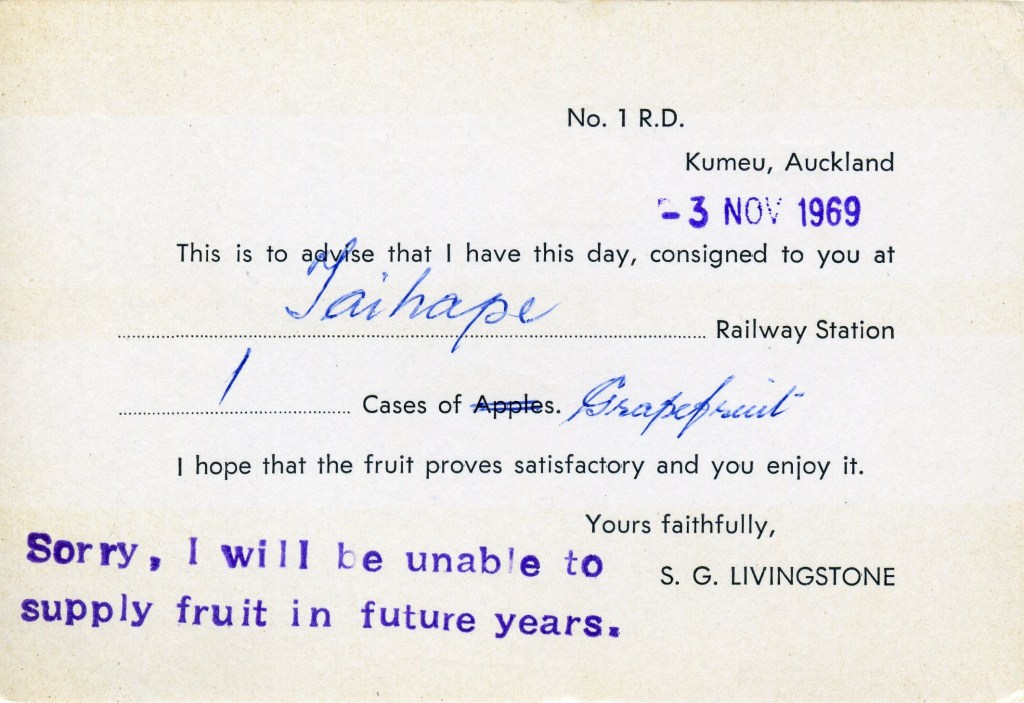 No. 1 R.D.
Kumeu, Auckland
-3 NOV 1969
This is to advise that I have this day, consigned to you at
Taihape Railway Station
1 Cases of Apples. Grapefruit
I hope that the fruit proves satisfactory and you enjoy it.
Yours faithfully,
S. G. LIVINGSTONE
Sorry, I will be unable to
supply fruit in future years.